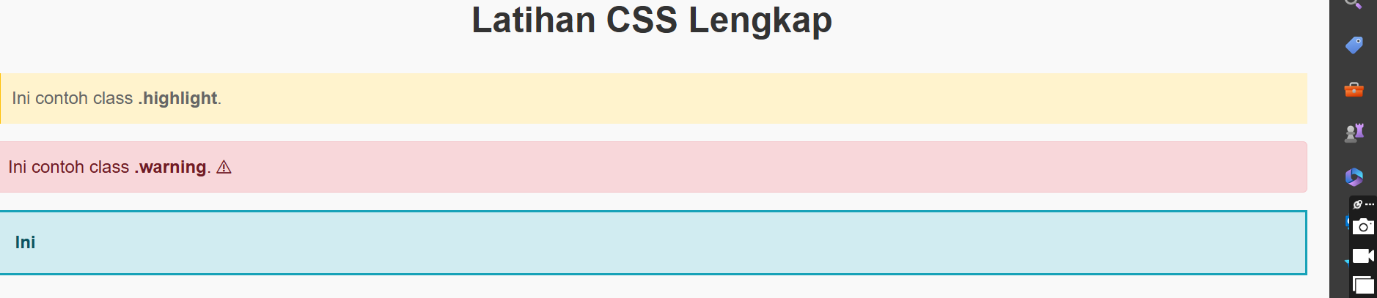 Latihan CSS Lengkap
Ini contoh class .highlight.
Ini contoh class .warning. ⚠
Ini